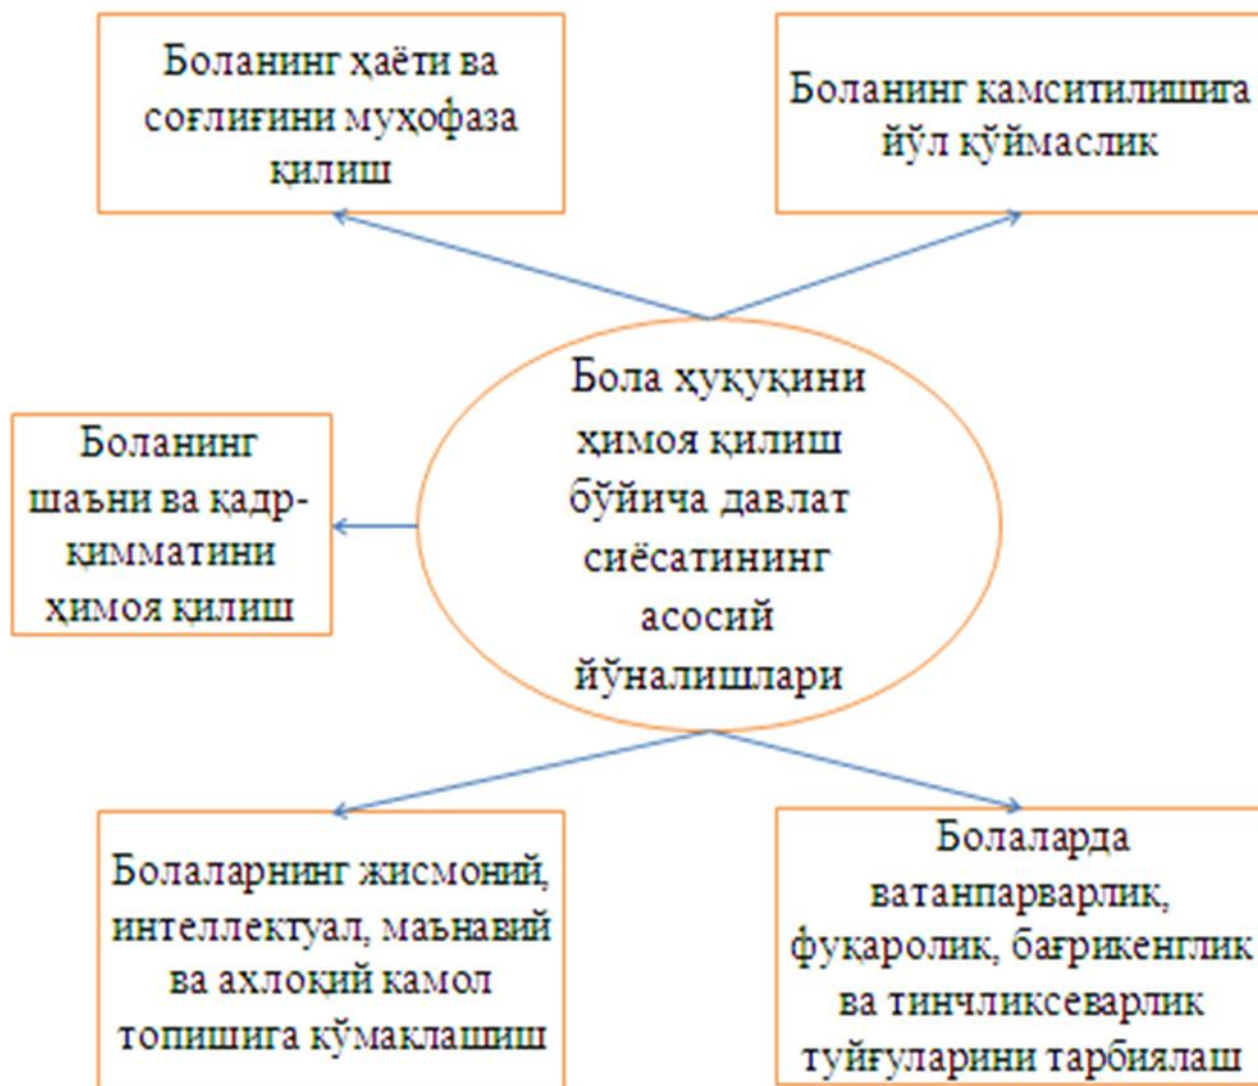 Боланинг ҳаёти ва
соғлиғини муҳофаза
қилиш
Боланинг камситилишига
йўл қўймаслик
Бола ҳуқуқини
ҳимоя қилиш
бўйича давлат
сиёсатининг
асосий
йўналишлари
Боланинг
шаъни ва қадр-
қимматини
ҳимоя қилиш
Болаларнинг жисмоний,
интеллектуал, маънавий
ва ахлоқий камол
топишига кўмаклашиш
Болаларда
ватанпарварлик,
фуқаролик, бағрикенглик
ва тинчликсеварлик
туйғуларини тарбиялаш